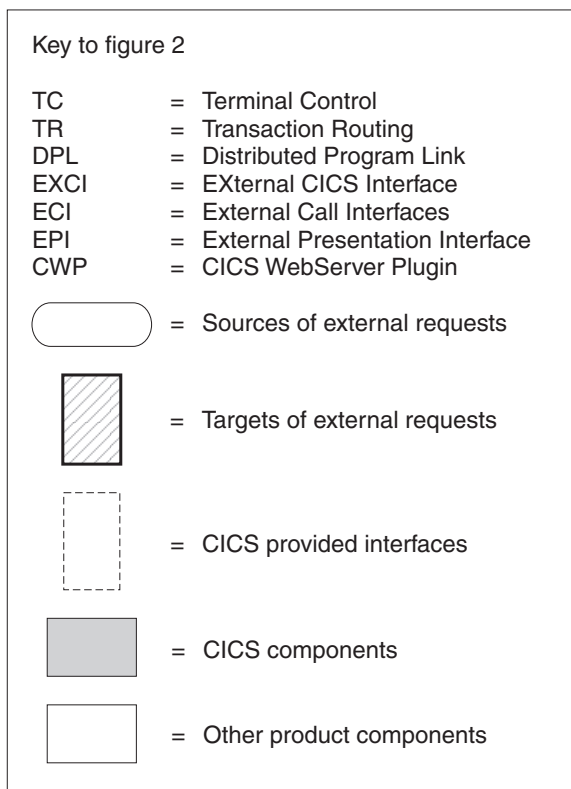 Key to figure 2
TC = Terminal Control
TR = Transaction Routing
DPL = Distributed Program Link
EXCI = EXternal CICS Interface
ECI = External Call Interfaces
EPI = External Presentation Interface
CWP = CICS WebServer Plugin
= Sources of external requests
= Targets of external requests
= CICS provided interfaces
= CICS components
= Other product components